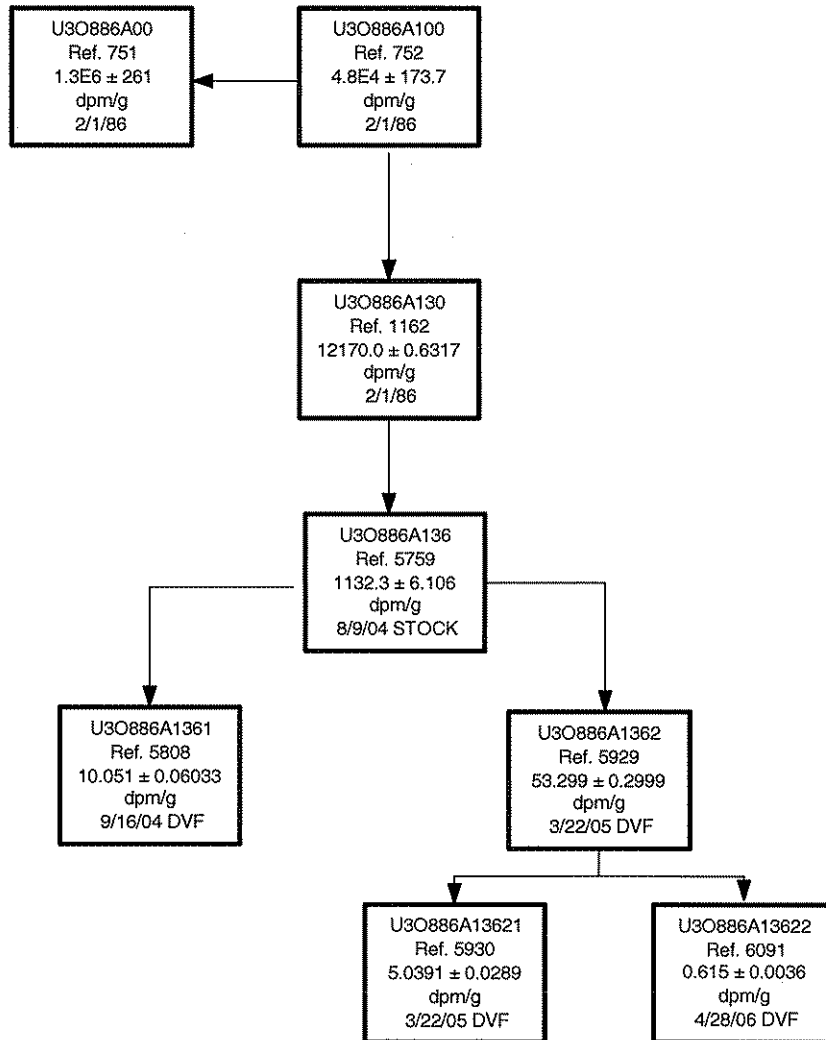 U3O886A00
Ref. 751
1.3E6 ± 261
dpm/g
2/1/86
U3O886A100
Ref. 752
4.8E4 ± 173.7
dpm/g
2/1/86
U3O886A130
Ref. 1162
12170.0 ± 0.6317
dpm/g
2/1/86
U3O886A136
Ref. 5759
1132.3 ± 6.106
dpm/g
8/9/04 STOCK
U3O886A1361
Ref. 5808
10.051 ± 0.06033
dpm/g
9/16/04 DVF
U3O886A1362
Ref. 5929
53.299 ± 0.2999
dpm/g
3/22/05 DVF
U3O886A13621
Ref. 5930
5.0391 ± 0.0289
dpm/g
3/22/05 DVF
U3O886A13622
Ref. 6091
0.615 ± 0.0036
dpm/g
4/28/06 DVF